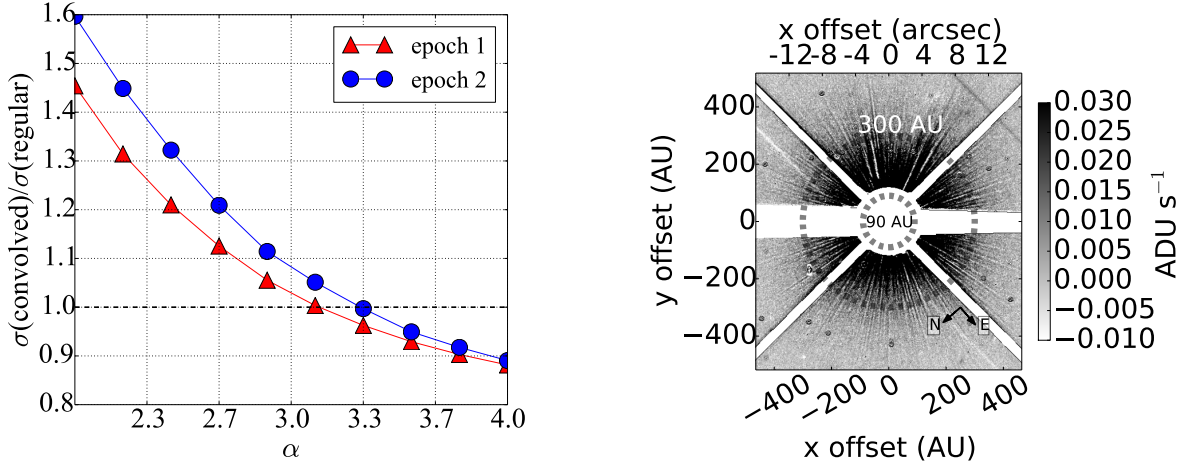 1.6
1.5
1.4
1.3
1.2
1.1
1.0
0.9
0.8
σ(convolved)/σ(regular)
epoch 1
epoch 2
2.3 2.7 3.0 3.3 3.7 4.0
α
x offset (arcsec)
-12 -8 -4 0 4 8 12
400
200
0
−200
−400
y offset (AU)
300 AU
90 AU
N E
−400 −200 0 200 400
x offset (AU)
0.030
0.025
0.020
0.015
0.010
0.005
0.000
−0.005
−0.010
ADU s⁻¹